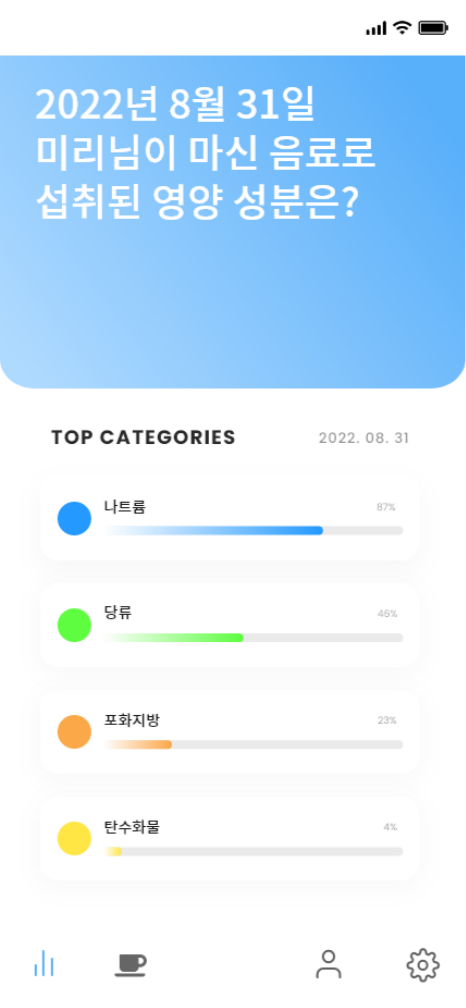 2022년 8월 31일
미리님이 마신 음료로
섭취된 영양 성분은?
TOP CATEGORIES 2022. 08. 31
나트륨 87%
당류 46%
포화지방 23%
탄수화물 4%